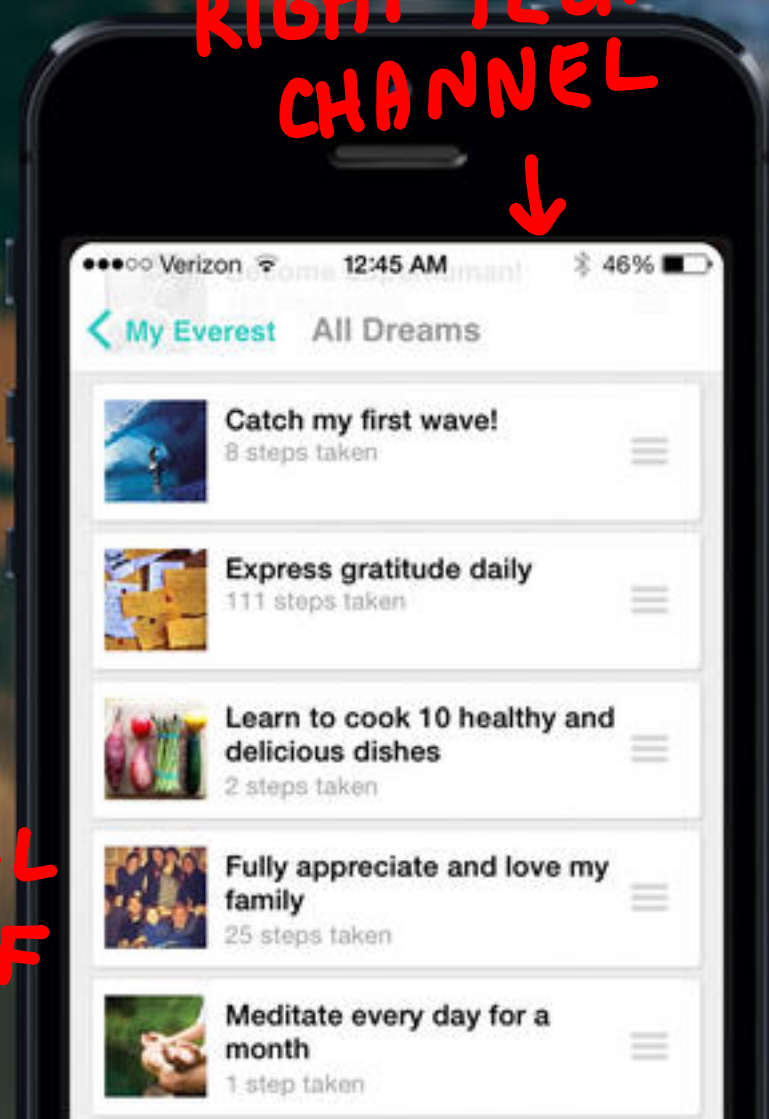 RIGHT
CHANNEL
Verizon 12:45 AM 46%
My Everest All Dreams
Catch my first wave!
8 steps taken
Express gratitude daily
111 steps taken
Learn to cook 10 healthy and
delicious dishes
2 steps taken
Fully appreciate and love my
family
25 steps taken
Meditate every day for a
month
1 step taken